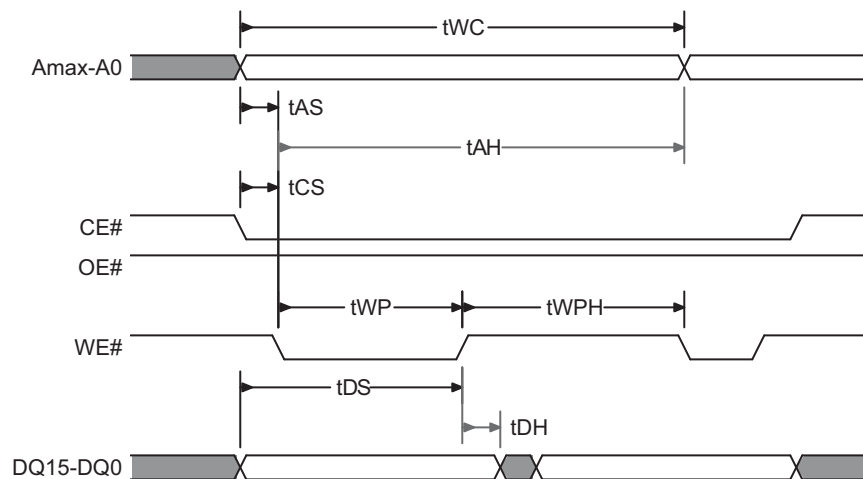 tWC
Amax-A0
tAS
tAH
tCS
CE#
OE#
tWP
tWPH
WE#
tDS
tDH
DQ15-DQ0